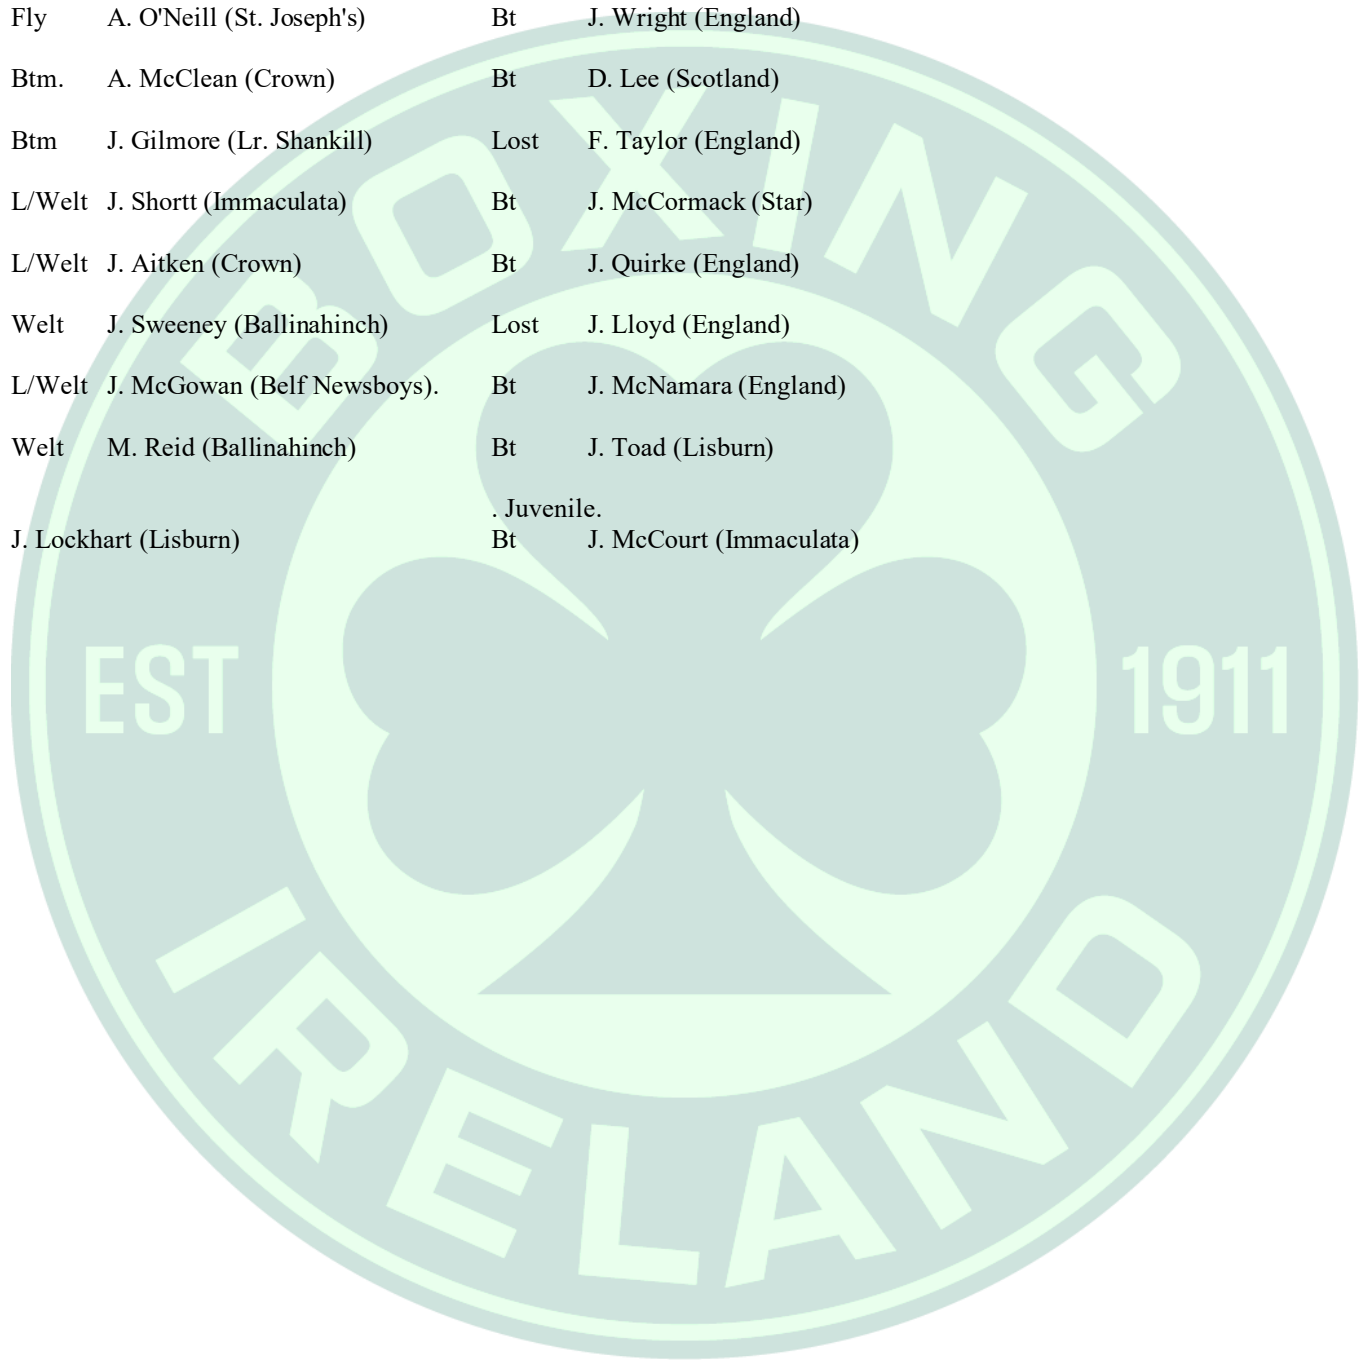 Fly A. O'Neill (St. Joseph's) Bt J. Wright (England)
Btm. A. McClean (Crown) Bt D. Lee (Scotland)
Btm J. Gilmore (Lr. Shankill) Lost F. Taylor (England)
L/Welt J. Shortt (Immaculata) Bt J. McCormack (Star)
L/Welt J. Aitken (Crown) Bt J. Quirke (England)
Welt J. Sweeney (Ballinahinch) Lost J. Lloyd (England)
L/Welt J. McGowan (Belf Newsboys). Bt J. McNamara (England)
Welt M. Reid (Ballinahinch) Bt J. Toad (Lisburn)
. Juvenile.
J. Lockhart (Lisburn) Bt J. McCourt (Immaculata)
BOXING
EST 1911
IRELAND